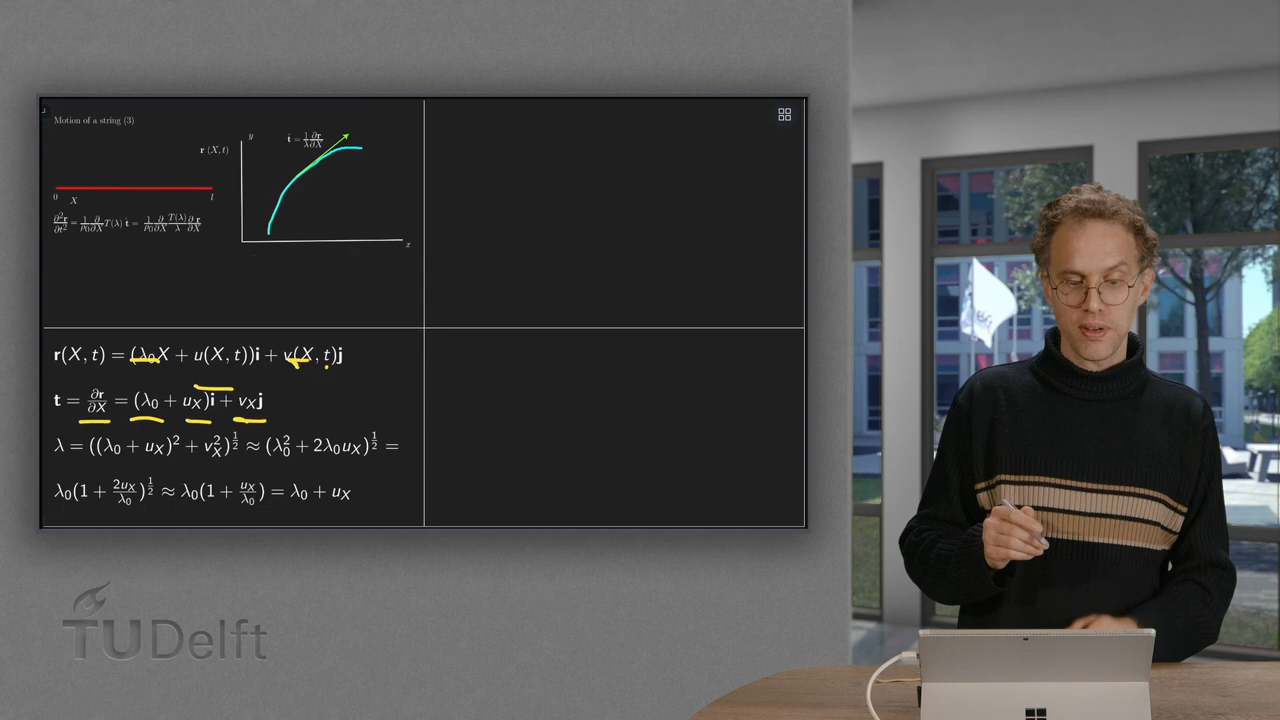 Motion of a string (3)
r (X, t)
y
t̂ = 1/λ ∂r/∂X
0 X l
∂²r/∂t² = 1/ρ₀ ∂/∂X T(λ) t̂ = 1/ρ₀ ∂/∂X T(λ)/λ ∂r/∂X
x
r(X, t) = (λ₀X + u(X, t))i + v(X, t)j
t = ∂r/∂X = (λ₀ + u_X)i + v_Xj
λ = ((λ₀ + u_X)² + v_X²)^½ ≈ (λ₀² + 2λ₀u_X)^½ =
λ₀(1 + 2u_X/λ₀)^½ ≈ λ₀(1 + u_X/λ₀) = λ₀ + u_X
TUDelft